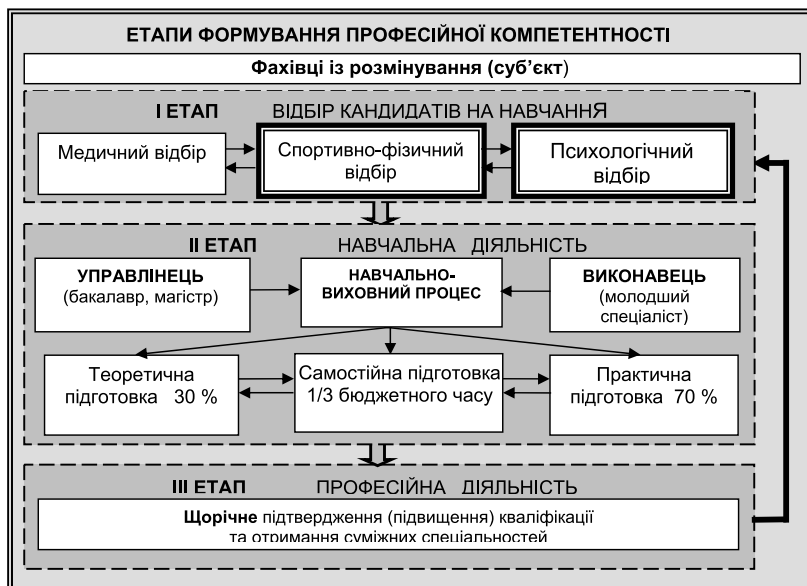 ЕТАПИ ФОРМУВАННЯ ПРОФЕСІЙНОЇ КОМПЕТЕНТНОСТІ
Фахівці із розмінування (суб’єкт)
І ЕТАП ВІДБІР КАНДИДАТІВ НА НАВЧАННЯ
Медичний відбір
Спортивно-фізичний
відбір
Психологічний
відбір
ІІ ЕТАП НАВЧАЛЬНА ДІЯЛЬНІСТЬ
УПРАВЛІНЕЦЬ
(бакалавр, магістр)
НАВЧАЛЬНО-
ВИХОВНИЙ ПРОЦЕС
ВИКОНАВЕЦЬ
(молодший
спеціаліст)
Теоретична
підготовка 30 %
Самостійна підготовка
1/3 бюджетного часу
Практична
підготовка 70 %
ІІІ ЕТАП ПРОФЕСІЙНА ДІЯЛЬНІСТЬ
Щорічне підтвердження (підвищення) кваліфікації
та отримання суміжних спеціальностей